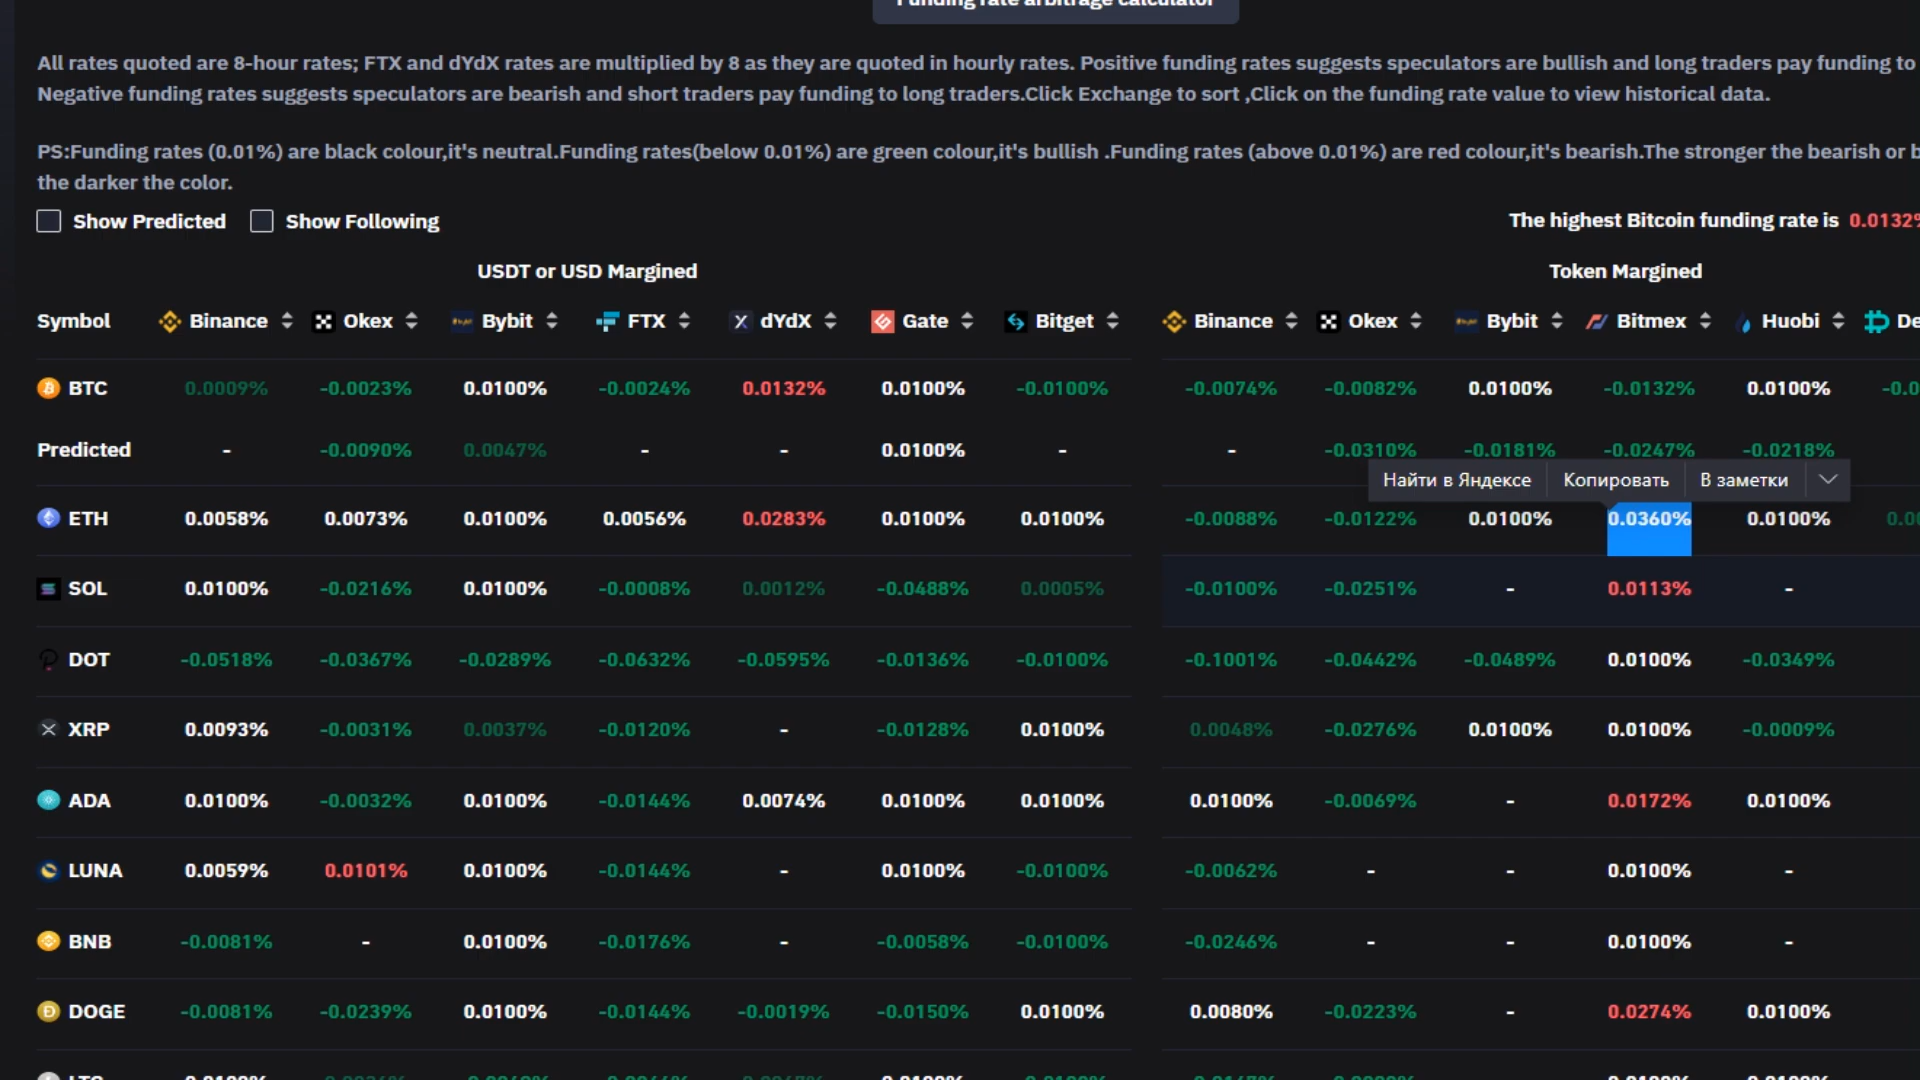 Funding rate arbitrage calculator
All rates quoted are 8-hour rates; FTX and dYdX rates are multiplied by 8 as they are quoted in hourly rates. Positive funding rates suggests speculators are bullish and long traders pay funding to
Negative funding rates suggests speculators are bearish and short traders pay funding to long traders.Click Exchange to sort ,Click on the funding rate value to view historical data.
PS:Funding rates (0.01%) are black colour,it's neutral.Funding rates(below 0.01%) are green colour,it's bullish .Funding rates (above 0.01%) are red colour,it's bearish.The stronger the bearish or b
the darker the color.
Show Predicted Show Following The highest Bitcoin funding rate is 0.0132%
USDT or USD Margined Token Margined
Symbol Binance Okex Bybit FTX dYdX Gate Bitget Binance Okex Bybit Bitmex Huobi De
BTC 0.0009% -0.0023% 0.0100% -0.0024% 0.0132% 0.0100% -0.0100% -0.0074% -0.0082% 0.0100% -0.0132% 0.0100% -0.0
Predicted - -0.0090% 0.0047% - - 0.0100% - - -0.0310% -0.0181% -0.0247% -0.0218%
Найти в Яндексе Копировать В заметки
ETH 0.0058% 0.0073% 0.0100% 0.0056% 0.0283% 0.0100% 0.0100% -0.0088% -0.0122% 0.0100% 0.0360% 0.0100% 0.0
SOL 0.0100% -0.0216% 0.0100% -0.0008% 0.0012% -0.0488% 0.0005% -0.0100% -0.0251% - 0.0113% -
DOT -0.0518% -0.0367% -0.0289% -0.0632% -0.0595% -0.0136% -0.0100% -0.1001% -0.0442% -0.0489% 0.0100% -0.0349%
XRP 0.0093% -0.0031% 0.0037% -0.0120% - -0.0128% 0.0100% 0.0048% -0.0276% 0.0100% 0.0100% -0.0009%
ADA 0.0100% -0.0032% 0.0100% -0.0144% 0.0074% 0.0100% 0.0100% 0.0100% -0.0069% - 0.0172% 0.0100%
LUNA 0.0059% 0.0101% 0.0100% -0.0144% - 0.0100% -0.0100% -0.0062% - - 0.0100% -
BNB -0.0081% - 0.0100% -0.0176% - -0.0058% -0.0100% -0.0246% - - 0.0100% -
DOGE -0.0081% -0.0239% 0.0100% -0.0144% -0.0019% -0.0150% 0.0100% 0.0080% -0.0223% - 0.0274% 0.0100%
LTC